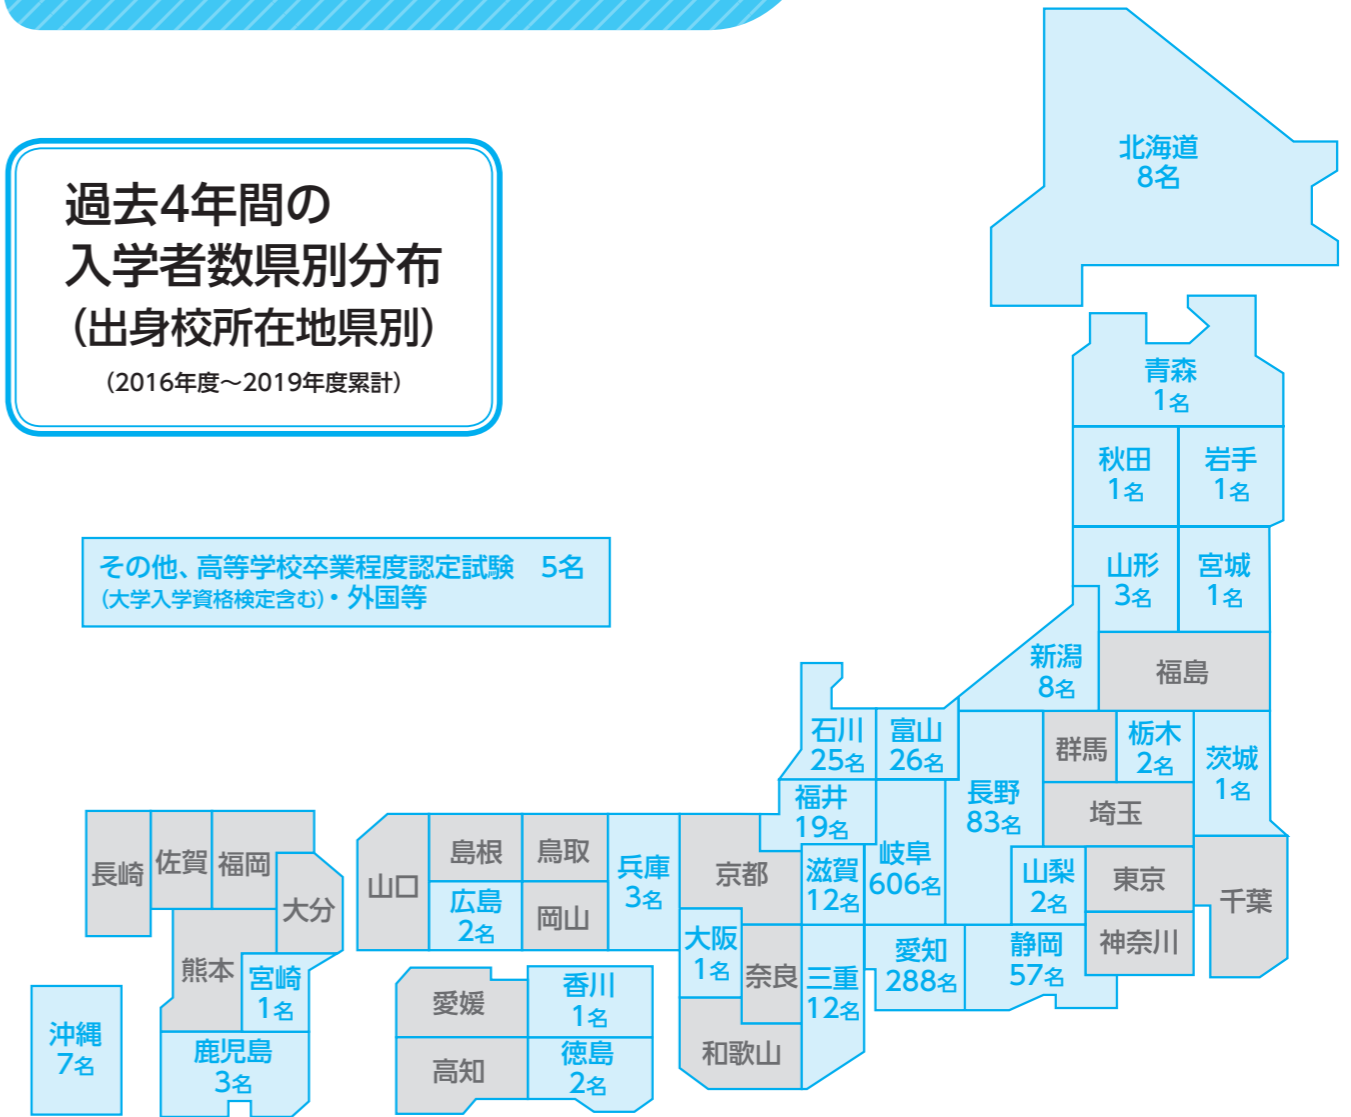 過去4年間の
入学者数県別分布
（出身校所在地県別）
（2016年度～2019年度累計）
その他、高等学校卒業程度認定試験　5名
（大学入学資格検定含む）・外国等
北海道
8名
青森
1名
秋田
1名
岩手
1名
山形
3名
宮城
1名
新潟
8名
福島
石川
25名
富山
26名
群馬
栃木
2名
茨城
1名
福井
19名
長野
83名
埼玉
岐阜
606名
滋賀
12名
山梨
2名
東京
千葉
神奈川
愛知
288名
静岡
57名
三重
12名
京都
兵庫
3名
大阪
1名
奈良
和歌山
鳥取
島根
岡山
広島
2名
山口
香川
1名
愛媛
徳島
2名
高知
福岡
佐賀
長崎
大分
熊本
宮崎
1名
鹿児島
3名
沖縄
7名